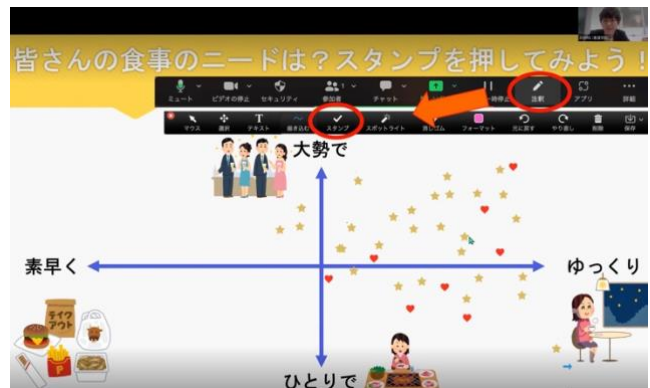 皆さんの食事のニードは？スタンプを押してみよう！
ミュート ビデオの停止 セキュリティ 参加者 1 チャット 注釈 アプリ 詳細
マウス 選択 テキスト 絵を描込む スタンプ スポットライト 消しゴム フォーマット 元に戻す やり直し 削除 保存
大勢で
素早く
ゆっくり
テイクアウト
P
ひとりで